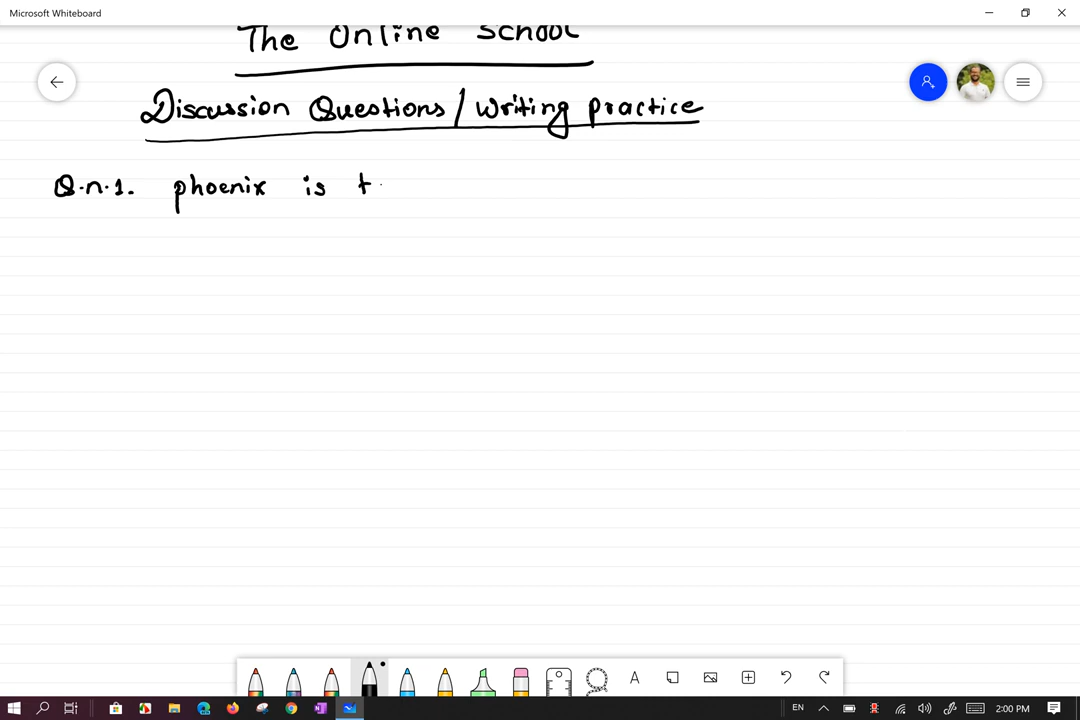 Microsoft Whiteboard
The Online School
Discussion Questions / Writing practice
Q.n.1. phoenix is t
A
EN
2:00 PM